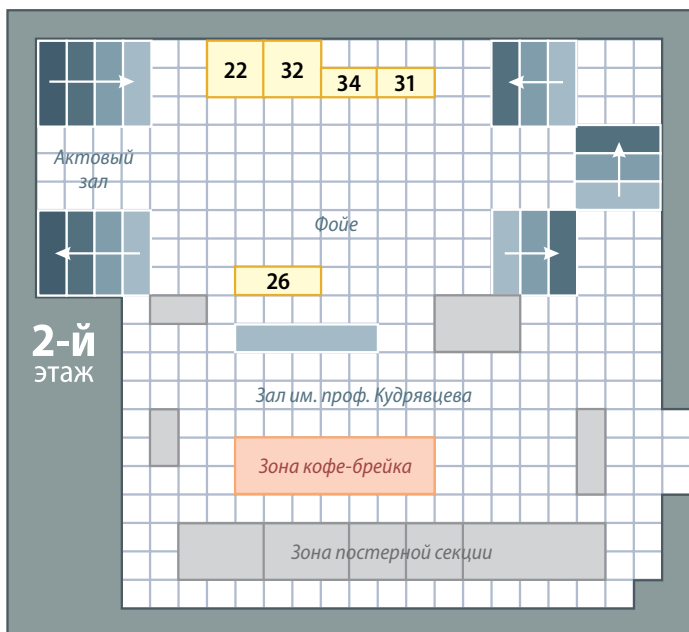 22
32
34
31
Актовый
зал
Фойе
26
2-й
этаж
Зал им. проф. Кудрявцева
Зона кофе-брейка
Зона постерной секции